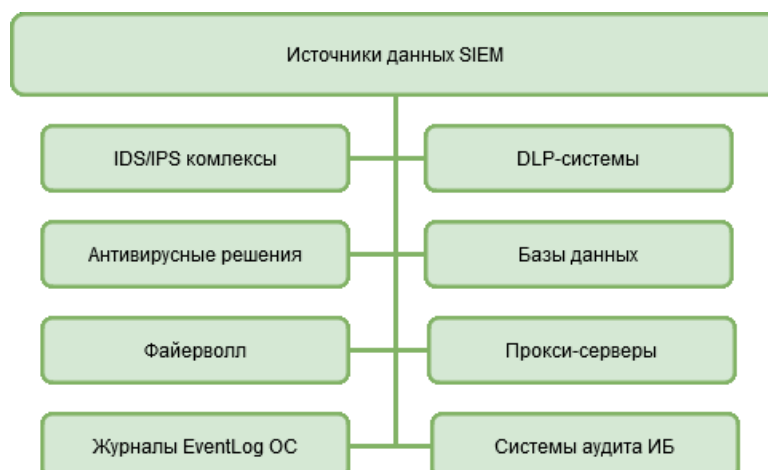 Источники данных SIEM
IDS/IPS комлексы
DLP-системы
Антивирусные решения
Базы данных
Файерволл
Прокси-серверы
Журналы EventLog ОС
Системы аудита ИБ